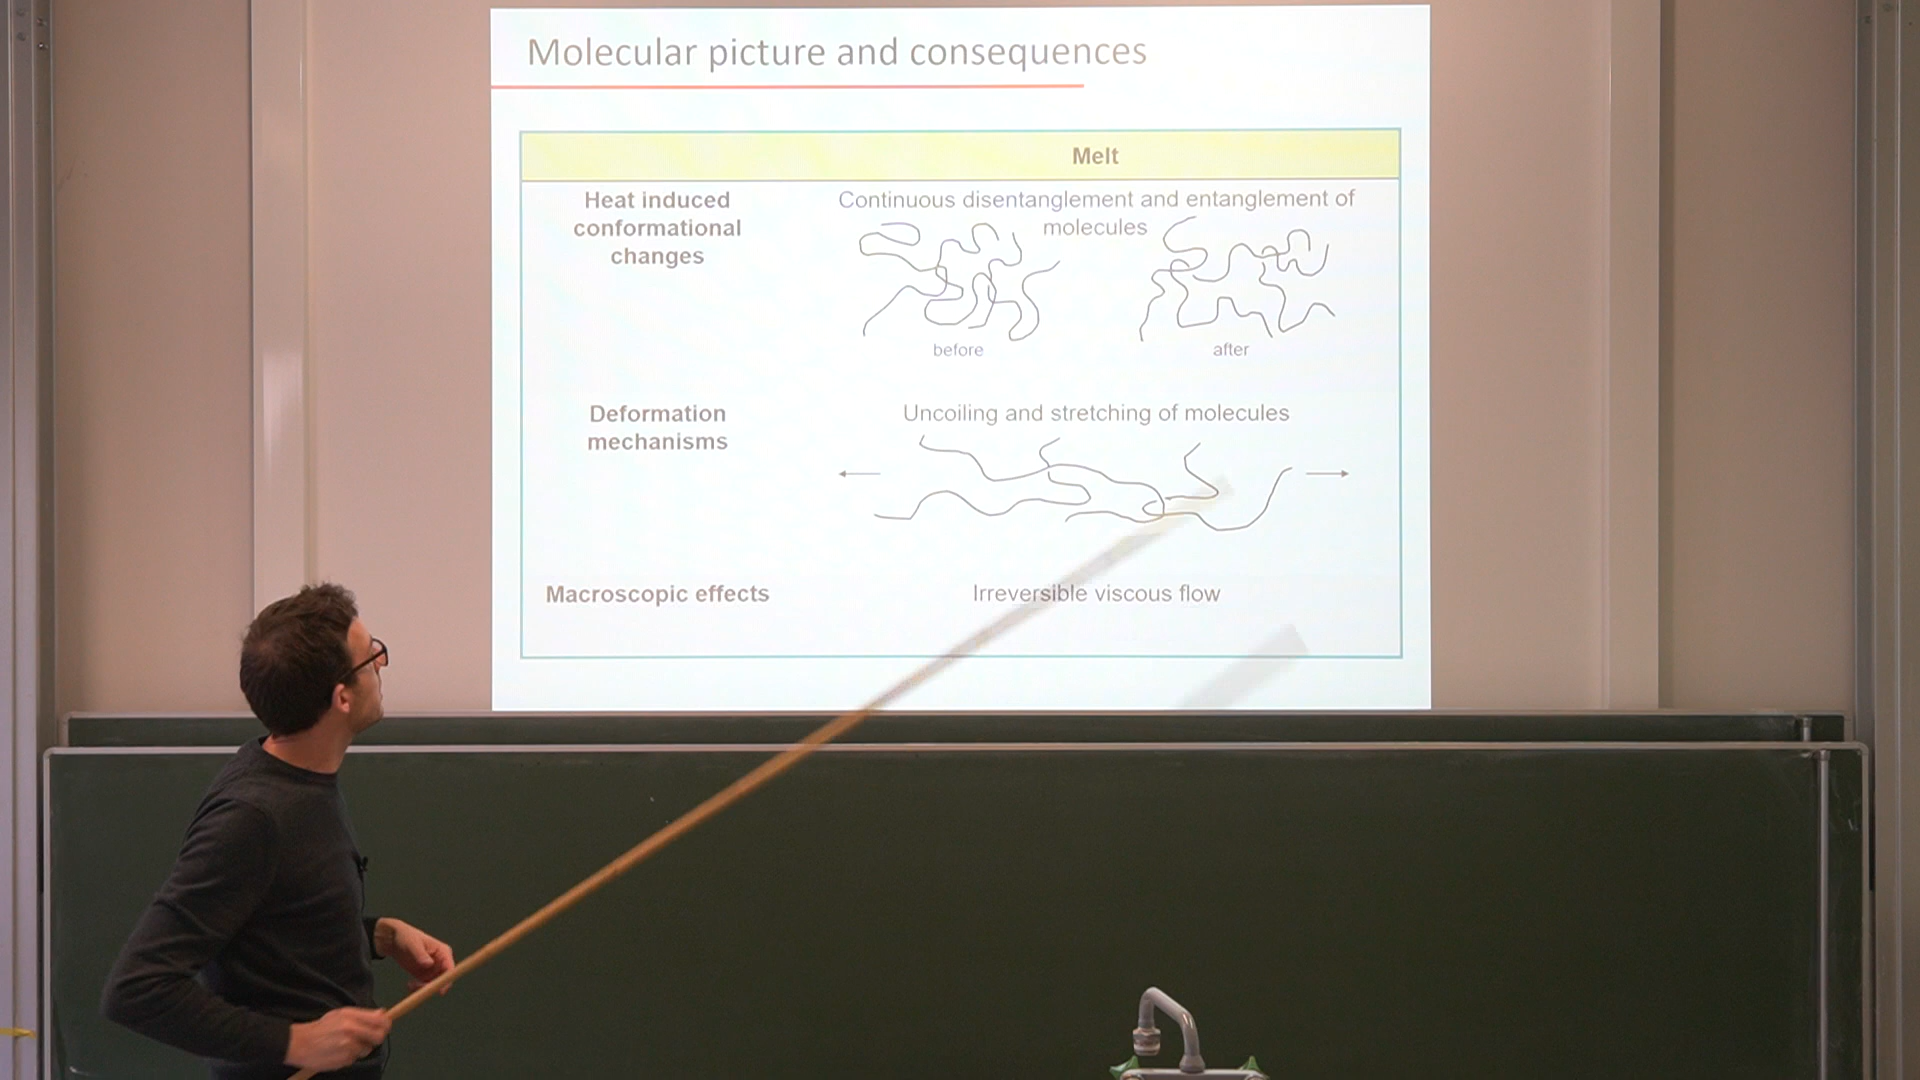 Molecular picture and consequences
Melt
Heat induced
conformational
changes
Continuous disentanglement and entanglement of
molecules
before
after
Deformation
mechanisms
Uncoiling and stretching of molecules
Macroscopic effects
Irreversible viscous flow